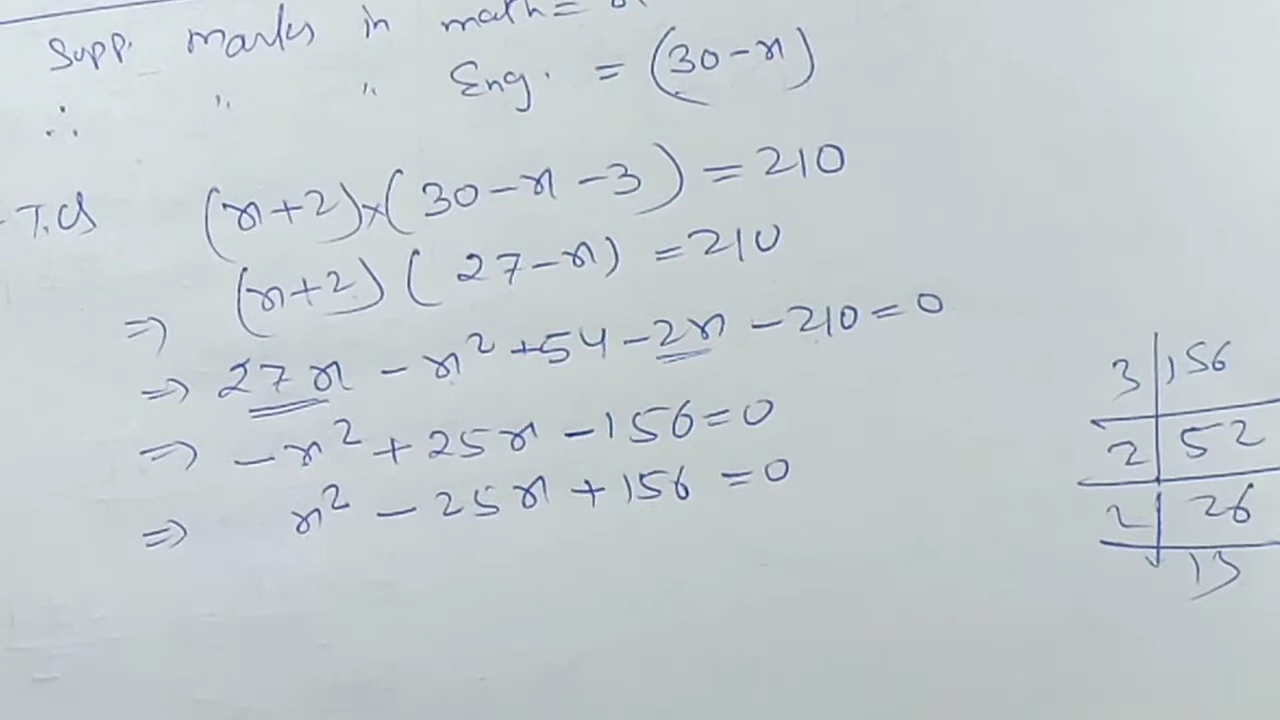 Supp. marks in math =
∴ " " Eng. = (30-x)
T.Q (x+2)×(30-x-3) = 210
⇒ (x+2)(27-x) = 210
⇒ 27x - x² + 54 - 2x - 210 = 0
⇒ -x² + 25x - 156 = 0
⇒ x² - 25x + 156 = 0
3 | 156
2 | 52
2 | 26
13